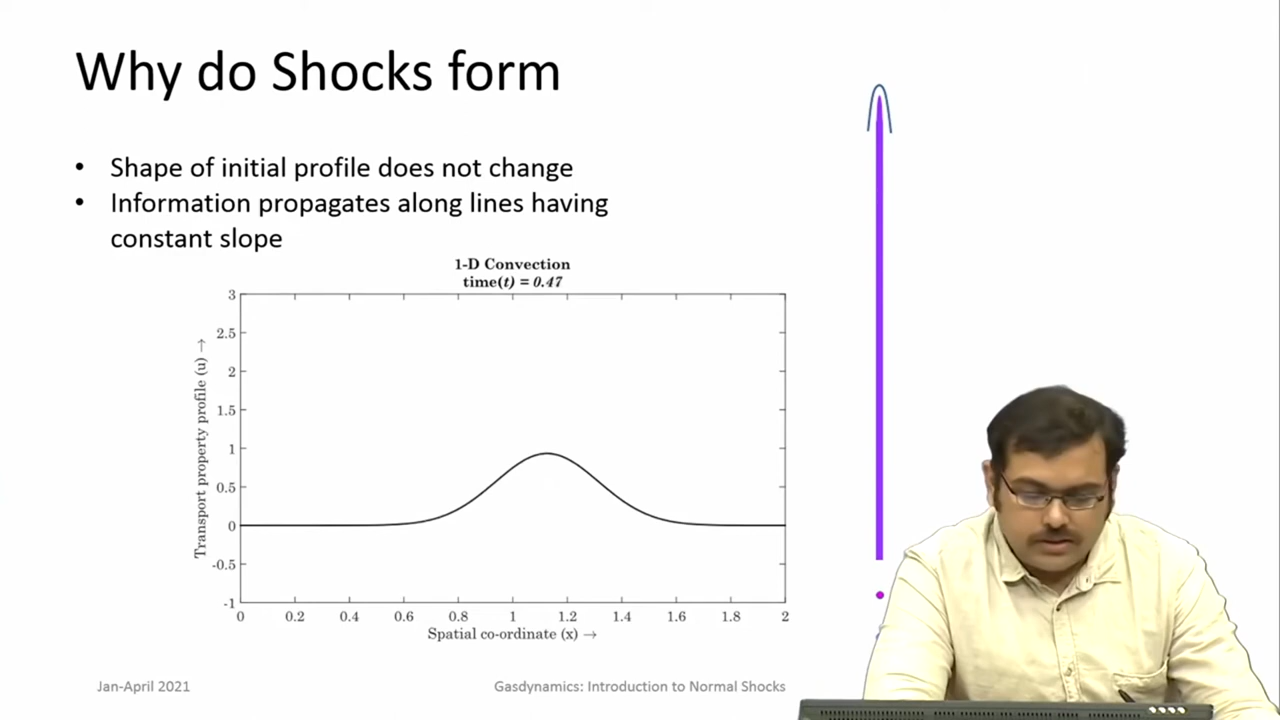 Why do Shocks form
• Shape of initial profile does not change
• Information propagates along lines having
constant slope
1-D Convection
time(t) = 0.47
Transport property profile (u) →
3
2.5
2
1.5
1
0.5
0
-0.5
-1
0 0.2 0.4 0.6 0.8 1 1.2 1.4 1.6 1.8 2
Spatial co-ordinate (x) →
Jan-April 2021 Gasdynamics: Introduction to Normal Shocks